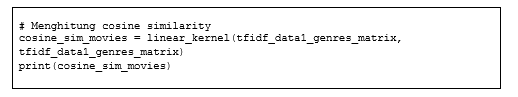 # Menghitung cosine similarity
cosine_sim_movies = linear_kernel(tfidf_data1_genres_matrix,
tfidf_data1_genres_matrix)
print(cosine_sim_movies)